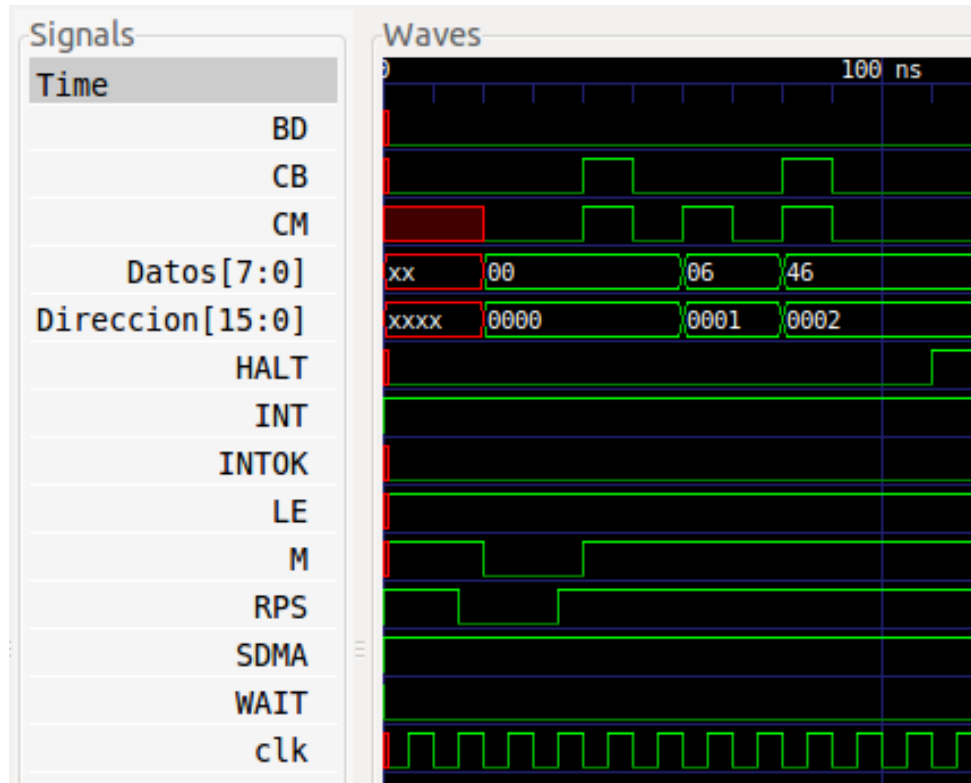 Signals
Waves
Time
0
100 ns
BD
CB
CM
Datos[7:0]
xx
00
06
46
Direccion[15:0]
xxxx
0000
0001
0002
HALT
INT
INTOK
LE
M
RPS
SDMA
WAIT
clk